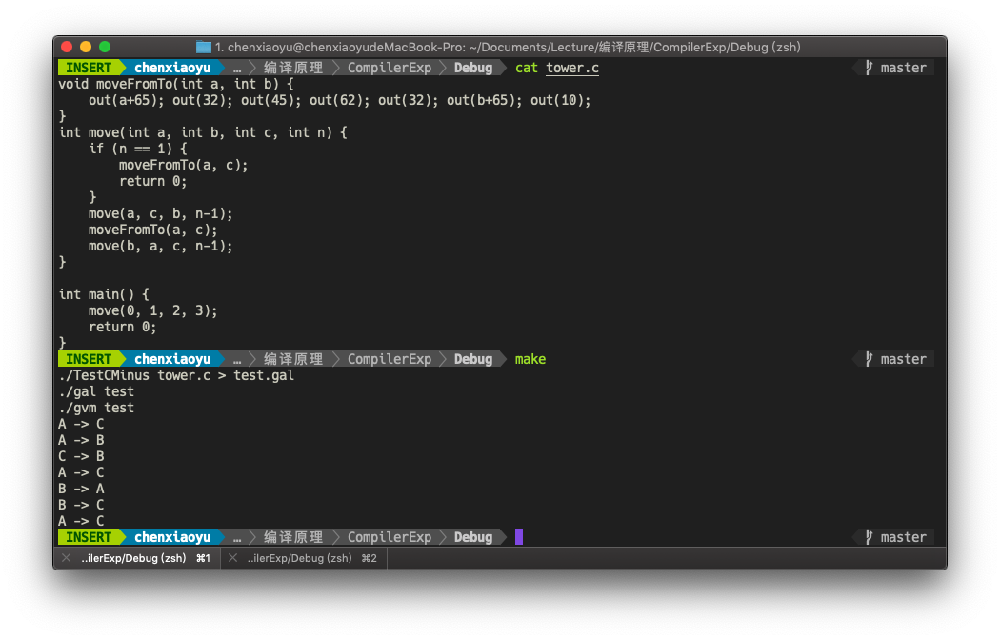 1. chenxiaoyu@chenxiaoyudeMacBook-Pro: ~/Documents/Lecture/编译原理/CompilerExp/Debug (zsh)
INSERT chenxiaoyu … 编译原理 CompilerExp Debug cat tower.c master
void moveFromTo(int a, int b) {
    out(a+65); out(32); out(45); out(62); out(32); out(b+65); out(10);
}
int move(int a, int b, int c, int n) {
    if (n == 1) {
        moveFromTo(a, c);
        return 0;
    }
    move(a, c, b, n-1);
    moveFromTo(a, c);
    move(b, a, c, n-1);
}

int main() {
    move(0, 1, 2, 3);
    return 0;
}
INSERT chenxiaoyu … 编译原理 CompilerExp Debug make master
./TestCMinus tower.c > test.gal
./gal test
./gvm test
A -> C
A -> B
C -> B
A -> C
B -> A
B -> C
A -> C
INSERT chenxiaoyu … 编译原理 CompilerExp Debug master
..ilerExp/Debug (zsh) ⌘1 ..ilerExp/Debug (zsh) ⌘2